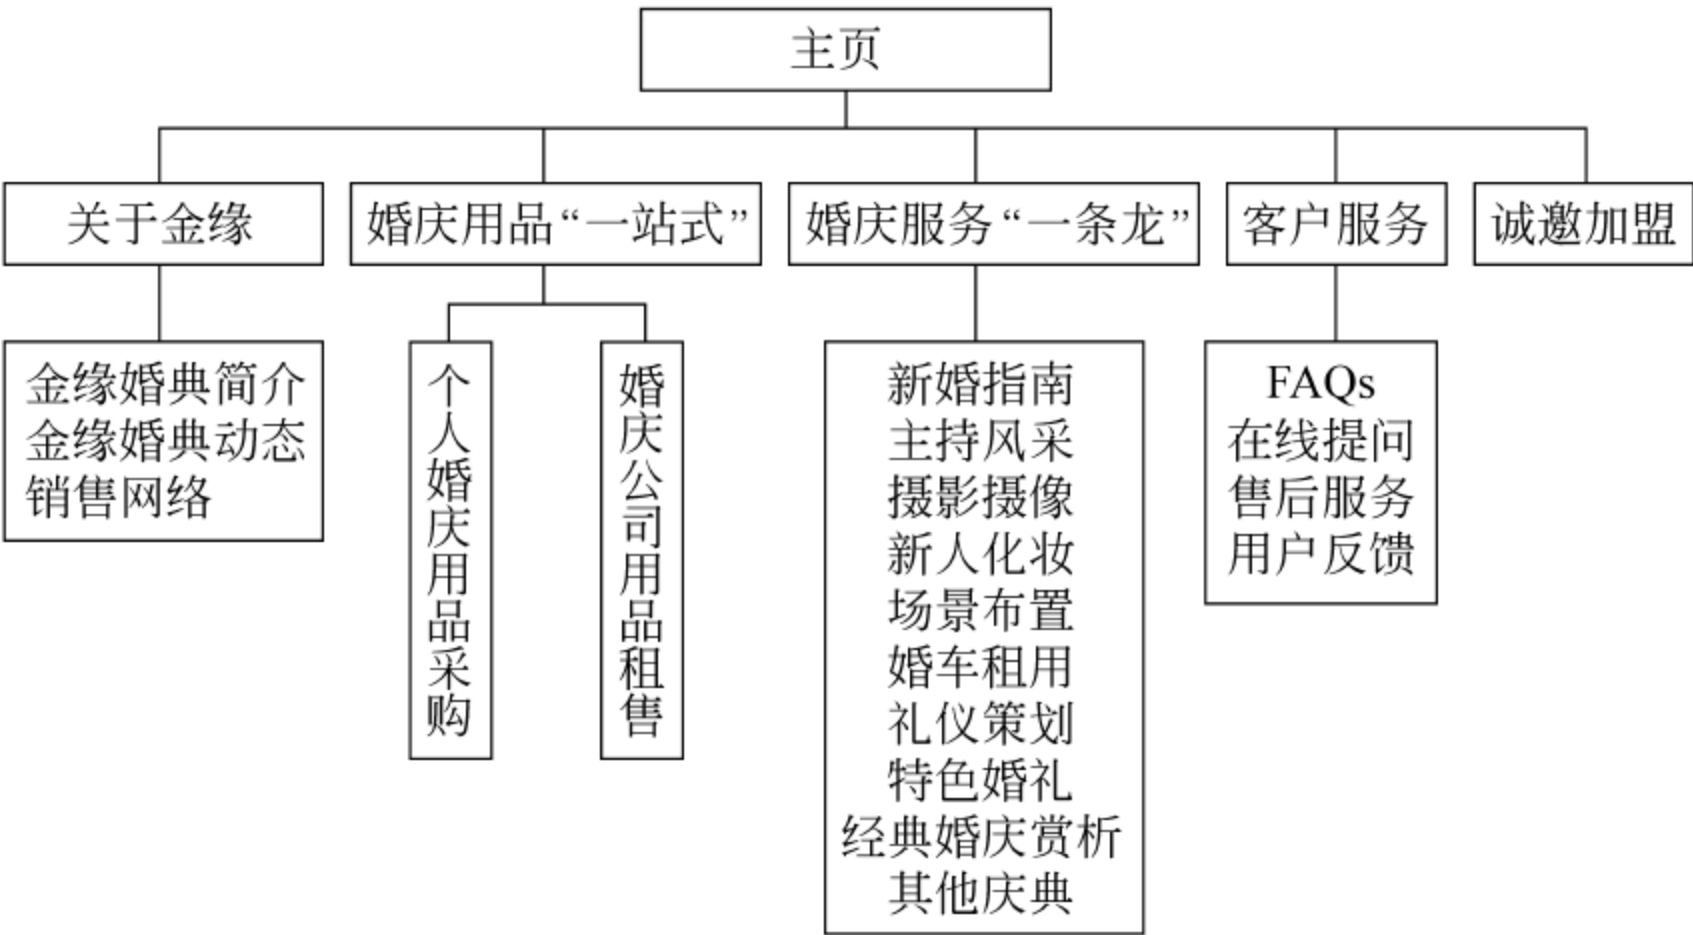 主页
关于金缘
婚庆用品“一站式”
婚庆服务“一条龙”
客户服务
诚邀加盟
金缘婚典简介
金缘婚典动态
销售网络
个人婚庆用品采购
婚庆公司用品租售
新婚指南
主持风采
摄影摄像
新人化妆
场景布置
婚车租用
礼仪策划
特色婚礼
经典婚庆赏析
其他庆典
FAQs
在线提问
售后服务
用户反馈